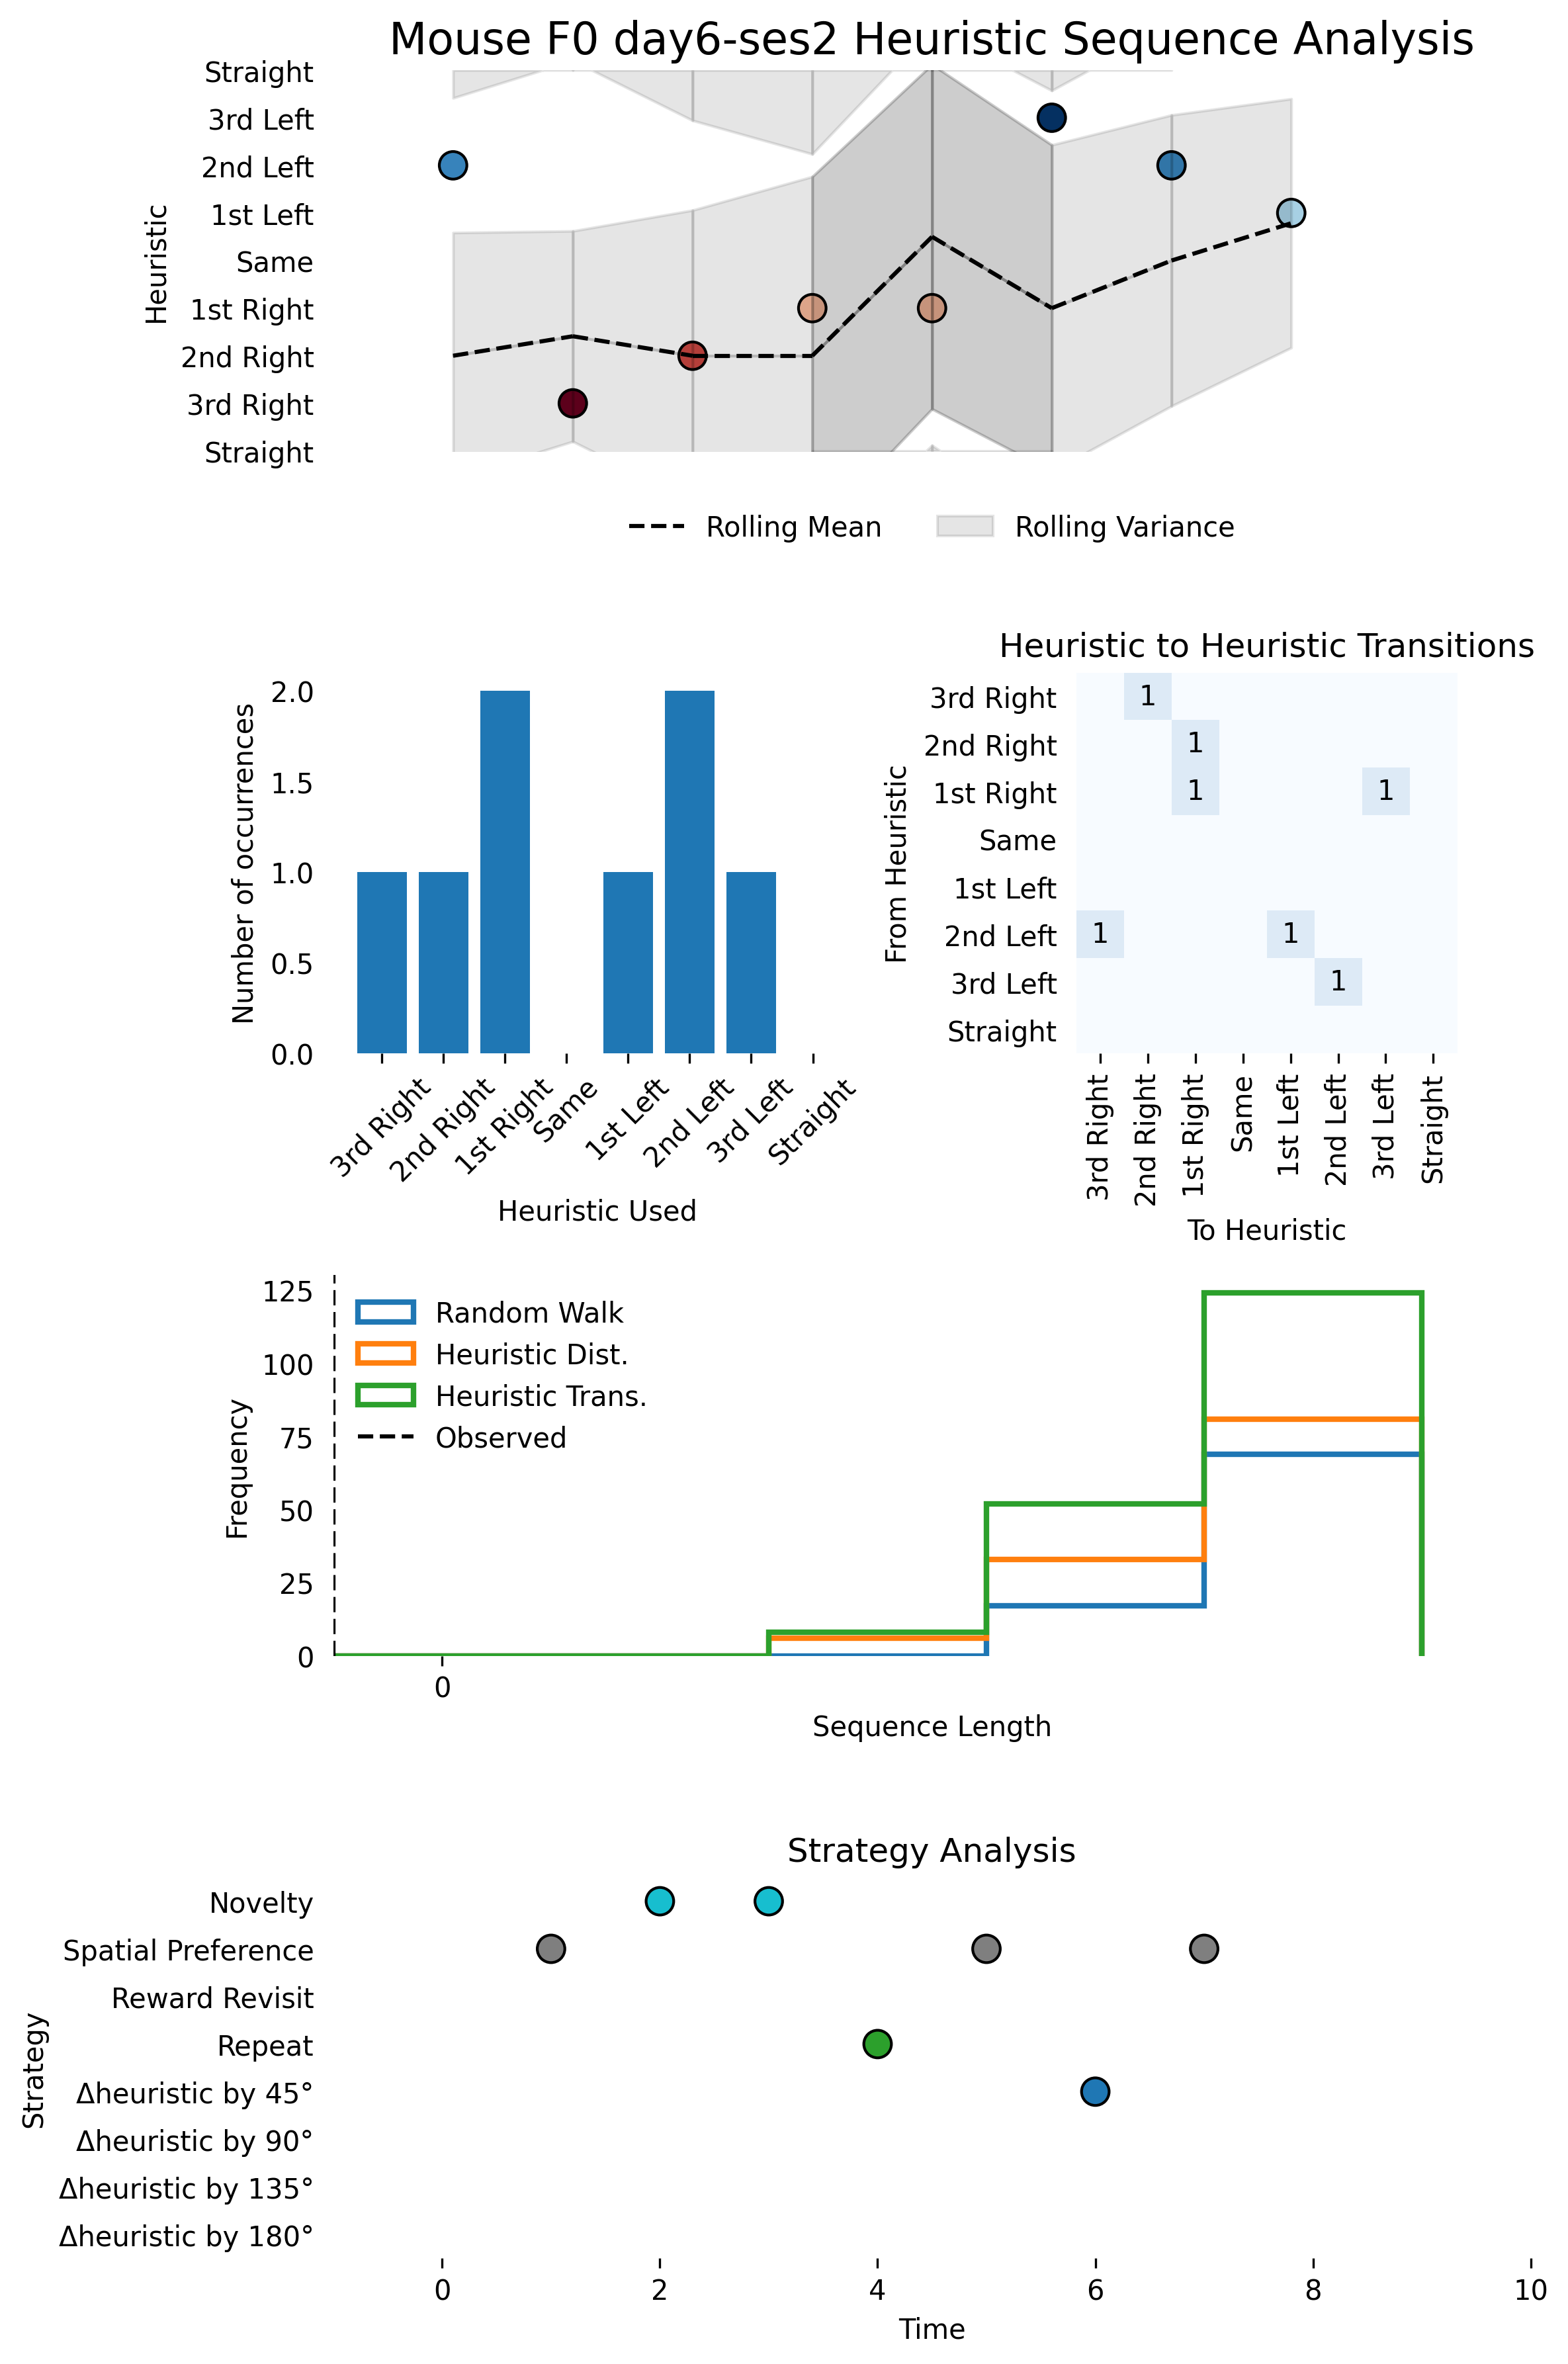 Mouse F0 day6-ses2 Heuristic Sequence Analysis
Heuristic
Straight
3rd Left
2nd Left
1st Left
Same
1st Right
2nd Right
3rd Right
Straight
Rolling Mean
Rolling Variance
Number of occurrences
2.0
1.5
1.0
0.5
0.0
3rd Right
2nd Right
1st Right
Same
1st Left
2nd Left
3rd Left
Straight
Heuristic Used
Heuristic to Heuristic Transitions
From Heuristic
3rd Right
2nd Right
1st Right
Same
1st Left
2nd Left
3rd Left
Straight
1
1
1 1
1 1
1
3rd Right
2nd Right
1st Right
Same
1st Left
2nd Left
3rd Left
Straight
To Heuristic
Frequency
125
100
75
50
25
0
Random Walk
Heuristic Dist.
Heuristic Trans.
Observed
0
Sequence Length
Strategy Analysis
Strategy
Novelty
Spatial Preference
Reward Revisit
Repeat
Δheuristic by 45°
Δheuristic by 90°
Δheuristic by 135°
Δheuristic by 180°
0 2 4 6 8 10
Time